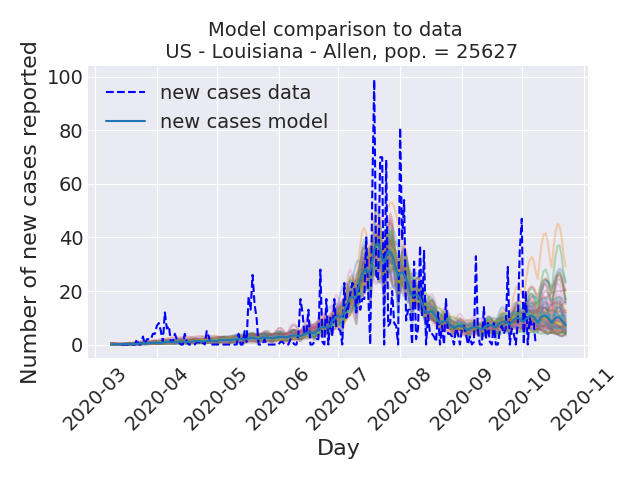 Model comparison to data
US - Louisiana - Allen, pop. = 25627
Number of new cases reported
100
80
60
40
20
0
new cases data
new cases model
2020-03
2020-04
2020-05
2020-06
2020-07
2020-08
2020-09
2020-10
2020-11
Day